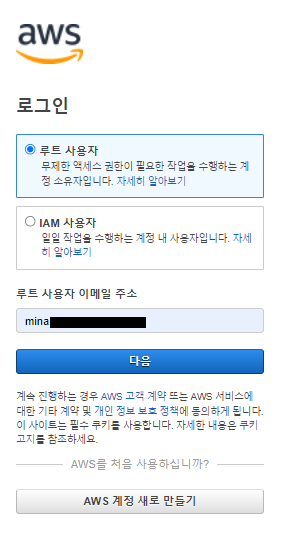 aws
로그인
루트 사용자
무제한 액세스 권한이 필요한 작업을 수행하는 계
정 소유자입니다. 자세히 알아보기
IAM 사용자
일일 작업을 수행하는 계정 내 사용자입니다. 자세
히 알아보기
루트 사용자 이메일 주소
mina
다음
계속 진행하는 경우 AWS 고객 계약 또는 AWS 서비스에
대한 기타 계약 및 개인 정보 보호 정책에 동의하게 됩니다.
이 사이트는 필수 쿠키를 사용합니다. 자세한 내용은 쿠키
고지를 참조하세요.
AWS를 처음 사용하십니까?
AWS 계정 새로 만들기